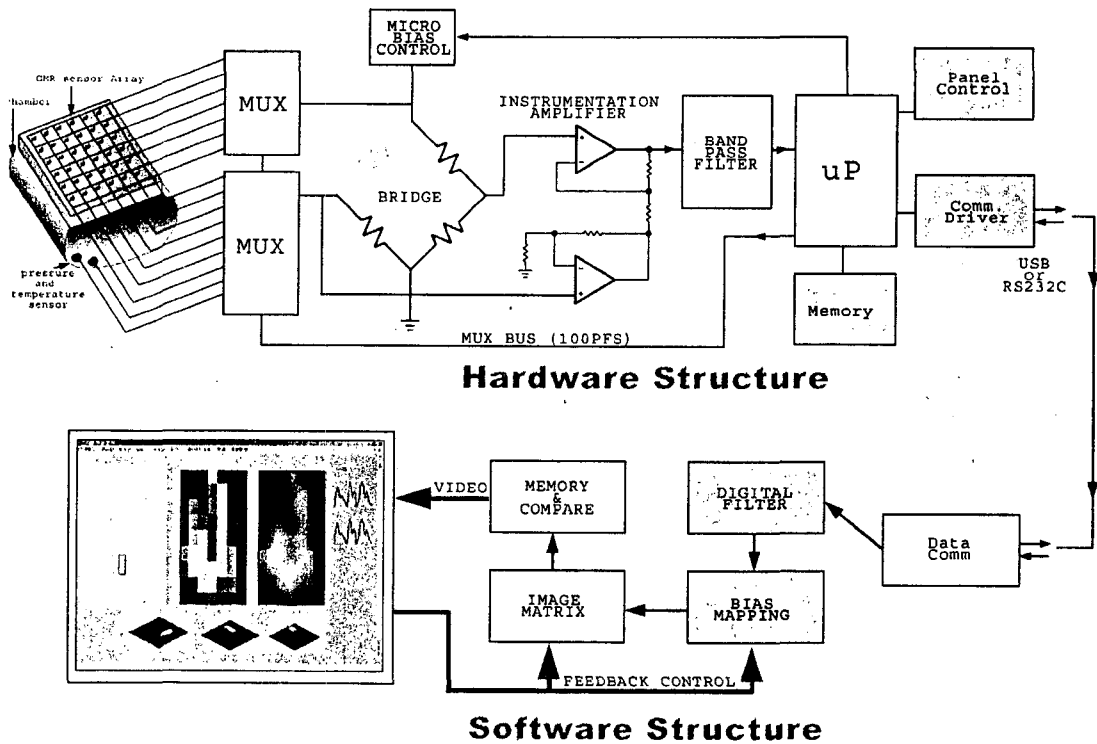 MICRO
BIAS
CONTROL
GMR sensor Array
chamber
MUX
MUX
pressure
and
temperature
sensor
BRIDGE
INSTRUMENTATION
AMPLIFIER
BAND
PASS
FILTER
uP
Panel
Control
Comm.
Driver
USB
or
RS232C
Memory
MUX BUS (100PFS)
Hardware Structure
VIDEO
MEMORY
&
COMPARE
DIGITAL
FILTER
Data
Comm
IMAGE
MATRIX
BIAS
MAPPING
FEEDBACK CONTROL
Software Structure